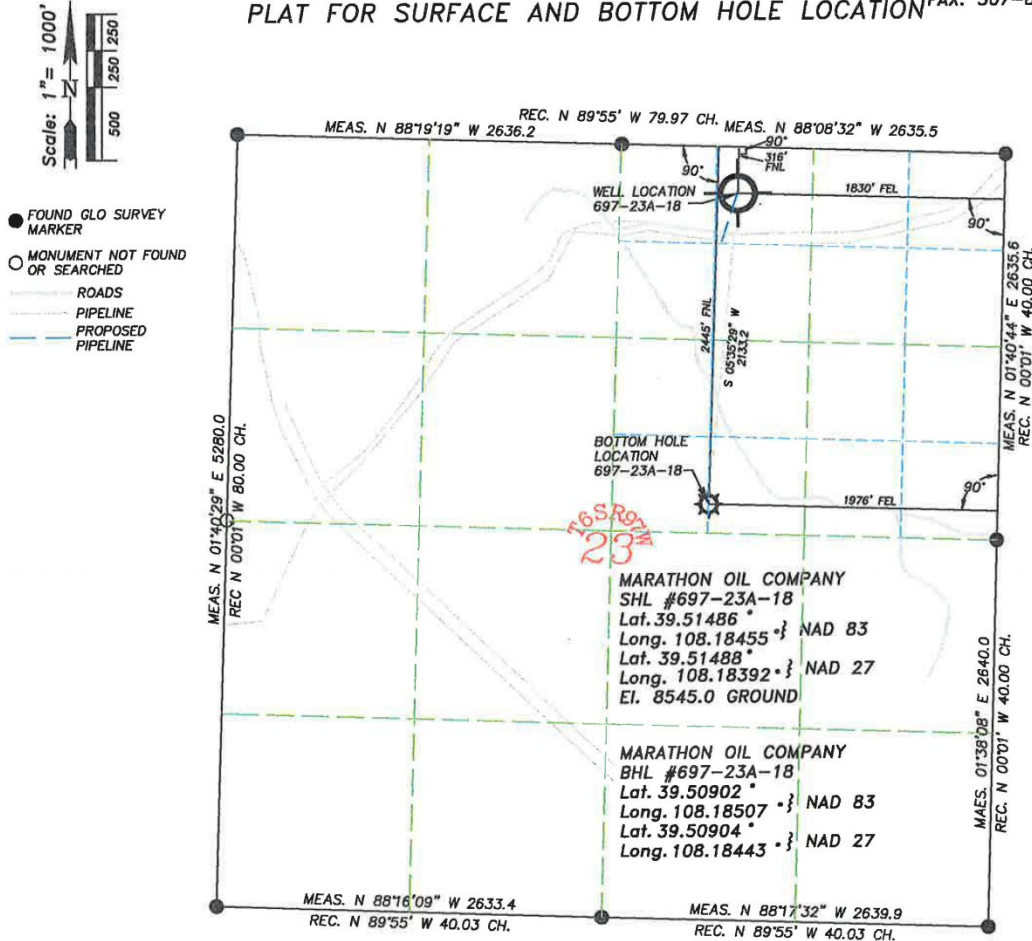 PLAT FOR SURFACE AND BOTTOM HOLE LOCATION
Scale: 1"= 1000'
N
500
250
250
FOUND GLO SURVEY
MARKER
MONUMENT NOT FOUND
OR SEARCHED
ROADS
PIPELINE
PROPOSED
PIPELINE
REC. N 89°55' W 79.97 CH.
MEAS. N 88°19'19" W 2636.2
MEAS. N 88°08'32" W 2635.5
90°
316'
FNL
90°
WELL LOCATION
697-23A-18
1830' FEL
90°
2445' FNL
S 05°35'29" W
2133.2
MEAS. N 01°40'44" E 2635.6
REC. N 00°01' W 40.00 CH.
BOTTOM HOLE
LOCATION
697-23A-18
1976' FEL
90°
MEAS. N 01°40'29" E 5280.0
REC N 00°01' W 80.00 CH.
T6SR97W
23
MARATHON OIL COMPANY
SHL #697-23A-18
Lat. 39.51486 °
Long. 108.18455 °} NAD 83
Lat. 39.51488°
Long. 108.18392 °} NAD 27
El. 8545.0 GROUND
MARATHON OIL COMPANY
BHL #697-23A-18
Lat. 39.50902 °
Long. 108.18507 °} NAD 83
Lat. 39.50904 °
Long. 108.18443 °} NAD 27
MAES. 01°38'08" E 2640.0
REC. N 00°01' W 40.00 CH.
MEAS. N 88°16'09" W 2633.4
REC. N 89°55' W 40.03 CH.
MEAS. N 88°17'32" W 2639.9
REC. N 89°55' W 40.03 CH.